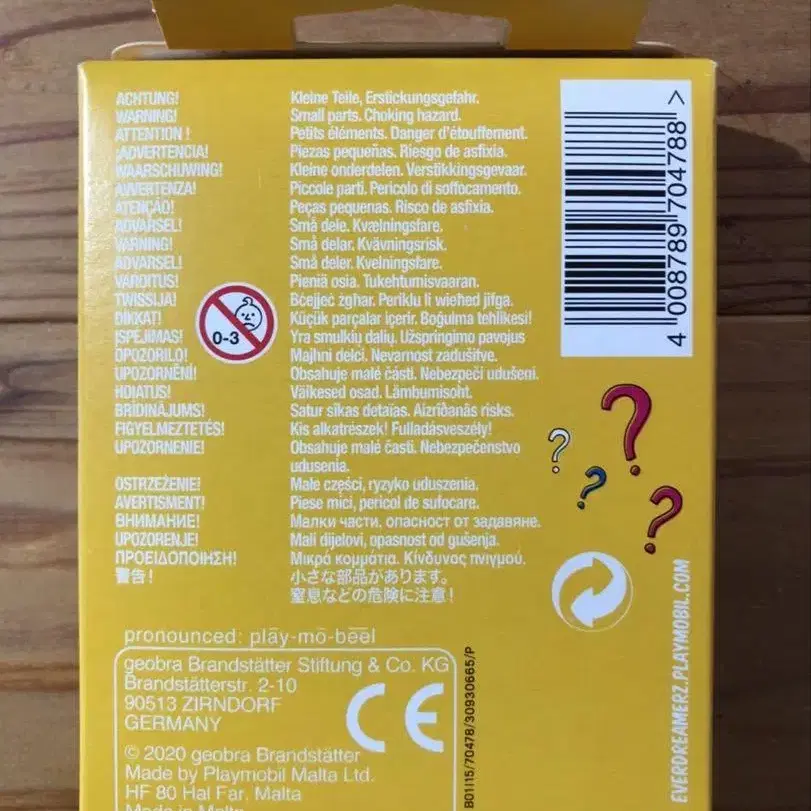 ACHTUNG! Kleine Teile, Erstickungsgefahr.
WARNING! Small parts. Choking hazard.
ATTENTION ! Petits éléments. Danger d'étouffement.
¡ADVERTENCIA! Piezas pequeñas. Riesgo de asfixia.
WAARSCHUWING! Kleine onderdelen. Verstikkingsgevaar.
AVVERTENZA! Piccole parti. Pericolo di soffocamento.
ATENÇÃO! Peças pequenas. Risco de asfixia.
ADVARSEL! Små dele. Kvælningsfare.
VARNING! Små delar. Kvävningsrisk.
ADVARSEL! Små deler. Kvelningsfare.
VAROITUS! Pieniä osia. Tukehtumisvaaran.
TWISSIJA! Bċejjeċ żgħar. Periklu li wieħed jifga.
DIKKAT! Küçük parçalar içerir. Boğulma tehlikesi!
ĮSPĖJIMAS! Yra smulkių dalių. Užspringimo pavojus
OPOZORILO! Majhni delci. Nevarnost zadušitve.
UPOZORNĚNÍ! Obsahuje malé části. Nebezpečí udušení.
HOIATUS! Väikesed osad. Lämbumisoht.
BRĪDINĀJUMS! Satur sīkas detaļas. Aizrīšanās risks.
FIGYELMEZTETÉS! Kis alkatrészek! Fulladásveszély!
UPOZORNENIE! Obsahuje malé časti. Nebezpečenstvo
udusenia.
OSTRZEŻENIE! Małe części, ryzyko uduszenia.
AVERTISMENT! Piese mici, pericol de sufocare.
ВНИМАНИЕ! Малки части, опасност от задавяне.
UPOZORENJE! Mali dijelovi, opasnost od gušenja.
ΠΡΟΕΙΔΟΠΟΙΗΣΗ! Μικρά κομμάτια. Κίνδυνος πνιγμού.
警告! 小さな部品があります。
窒息などの危険に注意!
0-3
4 008789 704788 >
? ? ? ?
pronounced: plāy-mō-bēēl
geobra Brandstätter Stiftung & Co. KG
Brandstätterstr. 2-10
90513 ZIRNDORF
GERMANY
CE
© 2020 geobra Brandstätter
Made by Playmobil Malta Ltd.
HF 80 Hal Far. Malta
Made in Malta
B01I15/70478/30930665/P
EVERDREAMERZ.PLAYMOBIL.COM